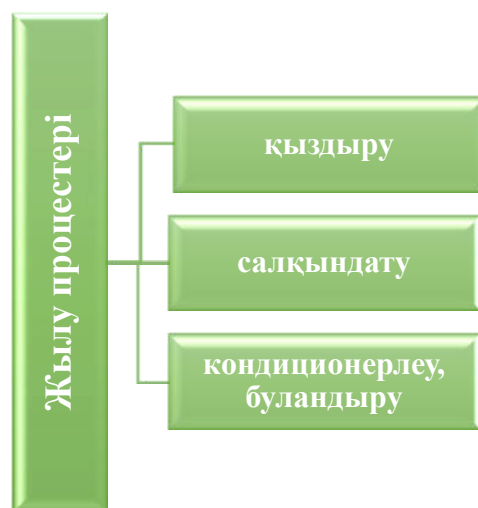 Жылу процестері
қыздыру
салқындату
кондиционерлеу,
буландыру